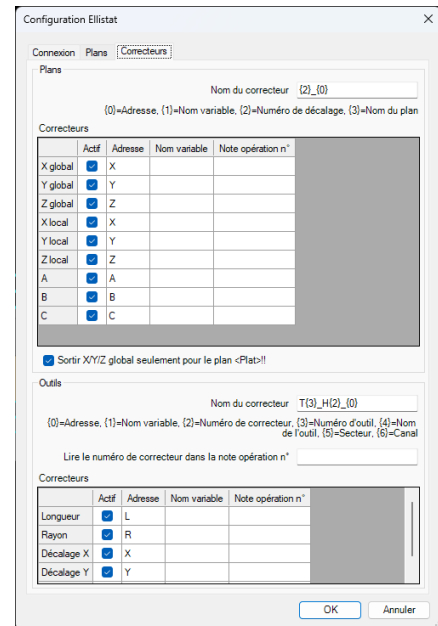 Configuration Ellistat
Connexion Plans Correcteurs
Plans
Nom du correcteur {2}_{0}
{0}=Adresse, {1}=Nom variable, {2}=Numéro de décalage, {3}=Nom du plan
Correcteurs
Actif Adresse Nom variable Note opération n°
X global X
Y global Y
Z global Z
X local X
Y local Y
Z local Z
A A
B B
C C
Sortir X/Y/Z global seulement pour le plan <Plat>!!
Outils
Nom du correcteur T{3}_H{2}_{0}
{0}=Adresse, {1}=Nom variable, {2}=Numéro de correcteur, {3}=Numéro d'outil, {4}=Nom
de l'outil, {5}=Secteur, {6}=Canal
Lire le numéro de correcteur dans la note opération n°
Correcteurs
Actif Adresse Nom variable Note opération n°
Longueur L
Rayon R
Décalage X X
Décalage Y Y
OK Annuler